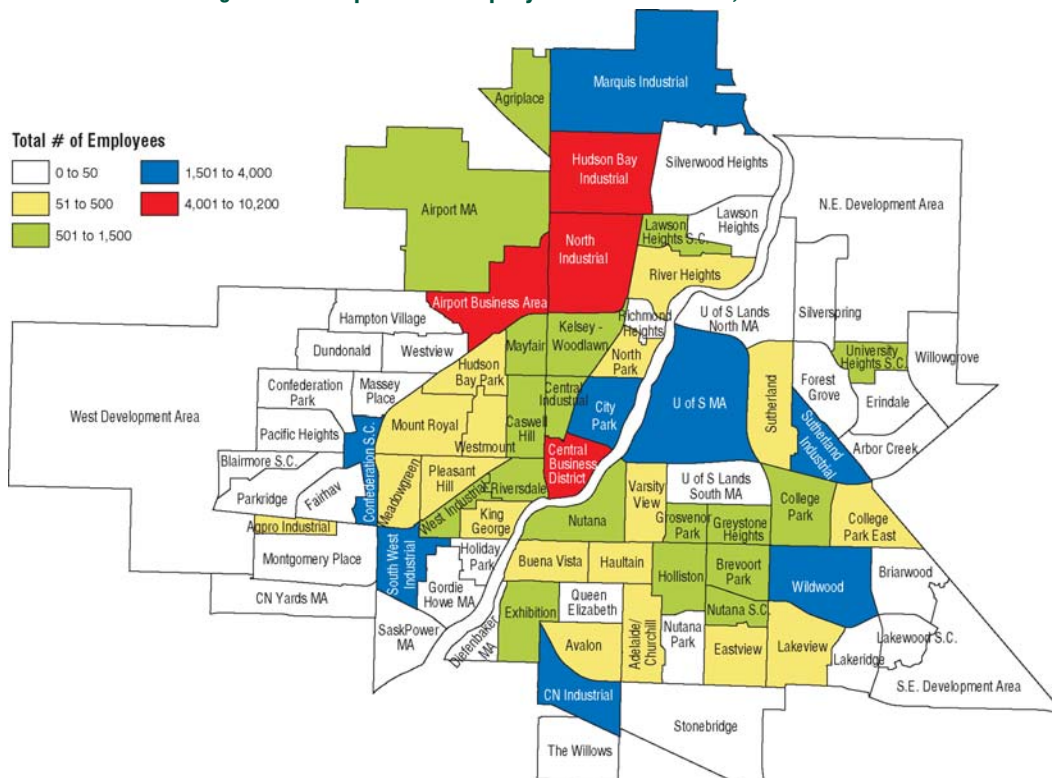 Total # of Employees
0 to 50
1,501 to 4,000
51 to 500
4,001 to 10,200
501 to 1,500
Marquis Industrial
Agriplace
Hudson Bay
Industrial
Silverwood Heights
Airport MA
N.E. Development Area
Lawson
Heights
Lawson
Heights S.C.
North
Industrial
River Heights
Airport Business Area
Hampton Village
Richmond
Heights
U of S Lands
North MA
Silverspring
Kelsey -
Woodlawn
Mayfair
Dundonald
Westview
North
Park
University
Heights S.C.
Willowgrove
Hudson
Bay Park
Confederation
Park
Massey
Place
Central
Industrial
City
Park
U of S MA
Sutherland
Forest
Grove
Erindale
West Development Area
Mount Royal
Westmount
Caswell
Hill
Sutherland
Industrial
Pacific Heights
Arbor Creek
Confederation S.C.
Blairmore S.C.
Central
Business
District
Pleasant
Hill
Meadowgreen
U of S Lands
South MA
Parkridge
Fairhav
Riversdale
West Industrial
Varsity
View
College
Park
Agpro Industrial
King
George
Nutana
Grosvenor
Park
Greystone
Heights
College
Park East
Montgomery Place
South West
Industrial
Holiday
Park
Buena Vista
Haultain
Brevoort
Park
Holliston
Wildwood
Briarwood
Gordie
Howe MA
CN Yards MA
Queen
Elizabeth
Exhibition
Nutana S.C.
SaskPower
MA
Diefenbaker
MA
Avalon
Adelaide/
Churchill
Nutana
Park
Eastview
Lakeview
Lakewood S.C.
Lakeridge
S.E. Development Area
CN Industrial
Stonebridge
The Willows